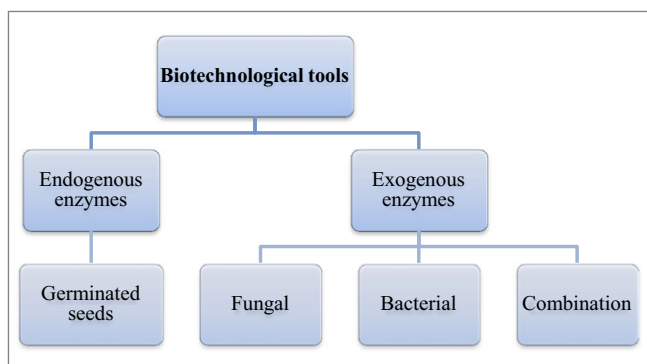 Biotechnological tools
Endogenous
enzymes
Exogenous
enzymes
Germinated
seeds
Fungal
Bacterial
Combination